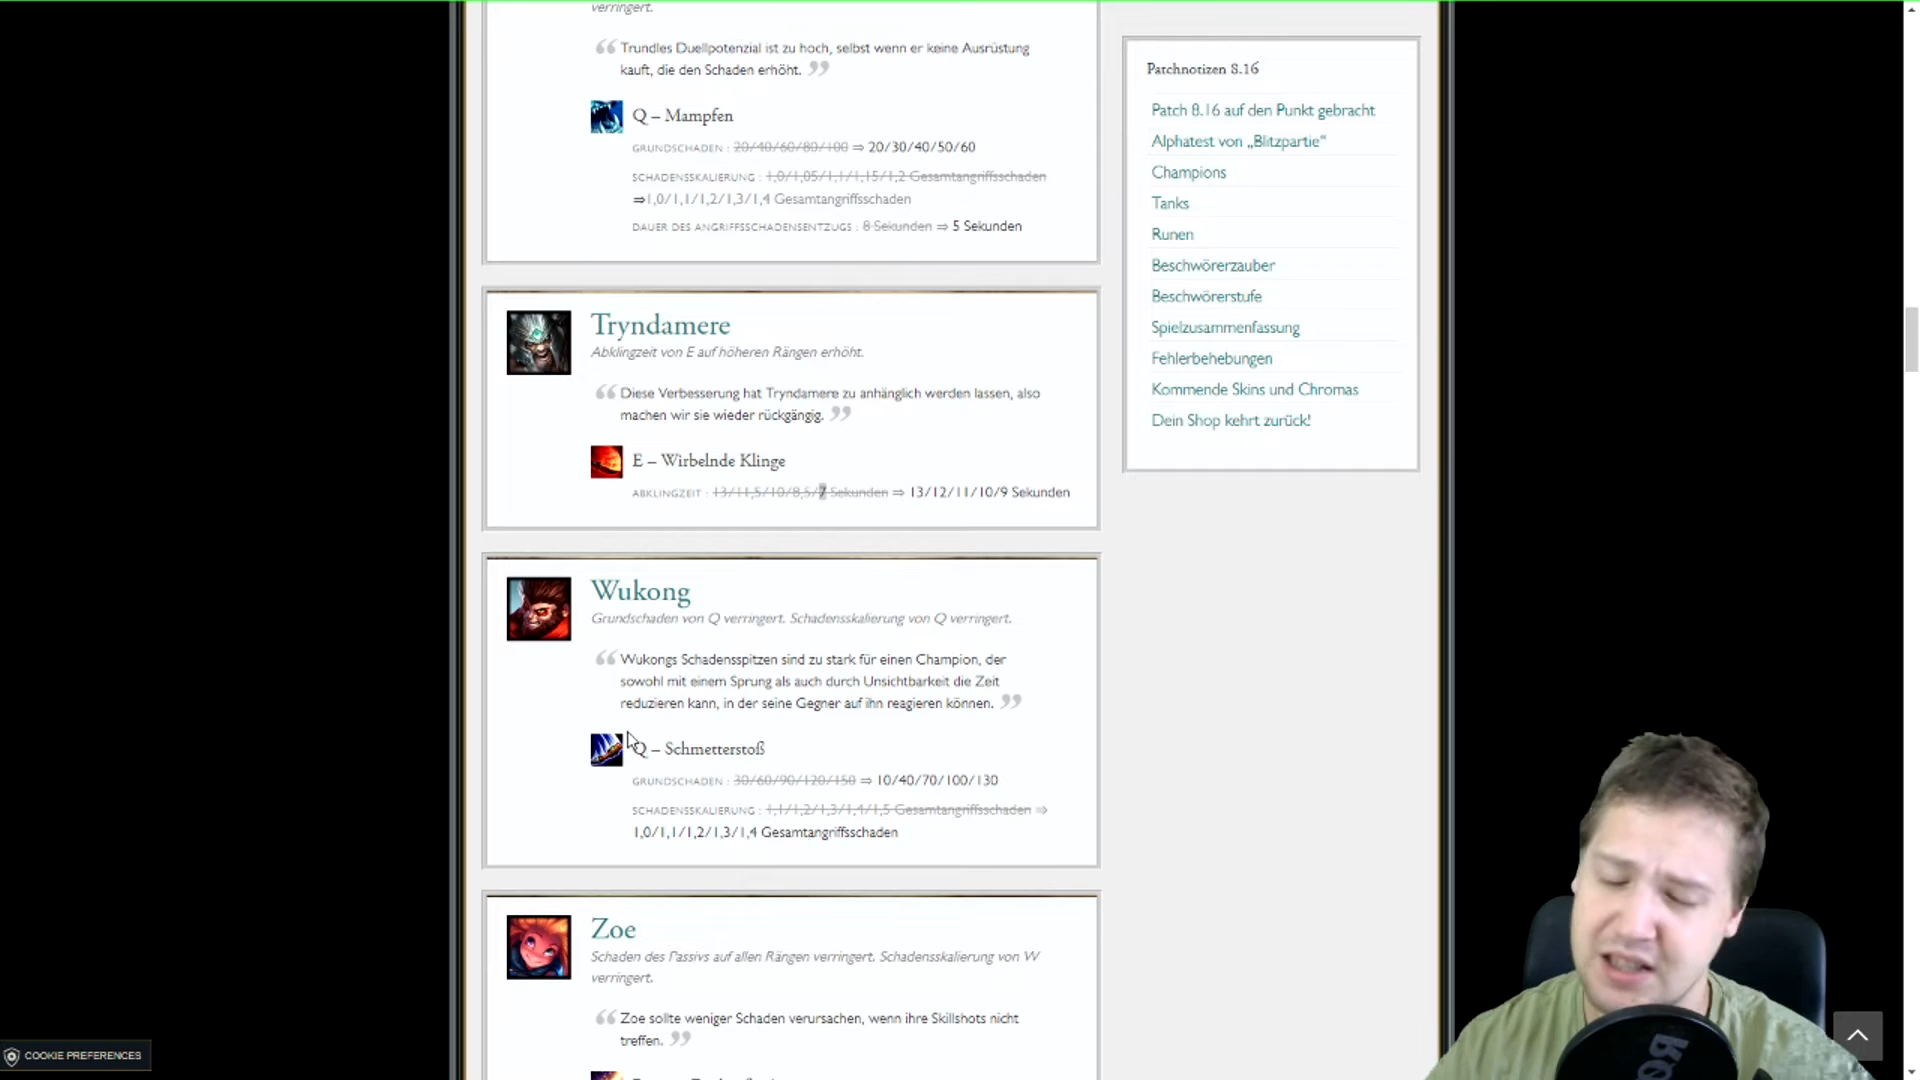 verringert.
Trundles Duellpotenzial ist zu hoch, selbst wenn er keine Ausrüstung
kauft, die den Schaden erhöht.
Q – Mampfen
GRUNDSCHADEN : 20/40/60/80/100 ⇒ 20/30/40/50/60
SCHADENSSKALIERUNG : 1,0/1,05/1,1/1,15/1,2 Gesamtangriffsschaden
⇒1,0/1,1/1,2/1,3/1,4 Gesamtangriffsschaden
DAUER DES ANGRIFFSSCHADENSENTZUGS : 8 Sekunden ⇒ 5 Sekunden
Tryndamere
Abklingzeit von E auf höheren Rängen erhöht.
Diese Verbesserung hat Tryndamere zu anhänglich werden lassen, also
machen wir sie wieder rückgängig.
E – Wirbelnde Klinge
ABKLINGZEIT : 13/11,5/10/8,5/7 Sekunden ⇒ 13/12/11/10/9 Sekunden
Wukong
Grundschaden von Q verringert. Schadensskalierung von Q verringert.
Wukongs Schadensspitzen sind zu stark für einen Champion, der
sowohl mit einem Sprung als auch durch Unsichtbarkeit die Zeit
reduzieren kann, in der seine Gegner auf ihn reagieren können.
Q – Schmetterstoß
GRUNDSCHADEN : 30/60/90/120/150 ⇒ 10/40/70/100/130
SCHADENSSKALIERUNG : 1,1/1,2/1,3/1,4/1,5 Gesamtangriffsschaden ⇒
1,0/1,1/1,2/1,3/1,4 Gesamtangriffsschaden
Zoe
Schaden des Passivs auf allen Rängen verringert. Schadensskalierung von W
verringert.
Zoe sollte weniger Schaden verursachen, wenn ihre Skillshots nicht
treffen.
Patchnotizen 8.16
Patch 8.16 auf den Punkt gebracht
Alphatest von „Blitzpartie“
Champions
Tanks
Runen
Beschwörerzauber
Beschwörerstufe
Spielzusammenfassung
Fehlerbehebungen
Kommende Skins und Chromas
Dein Shop kehrt zurück!
COOKIE PREFERENCES